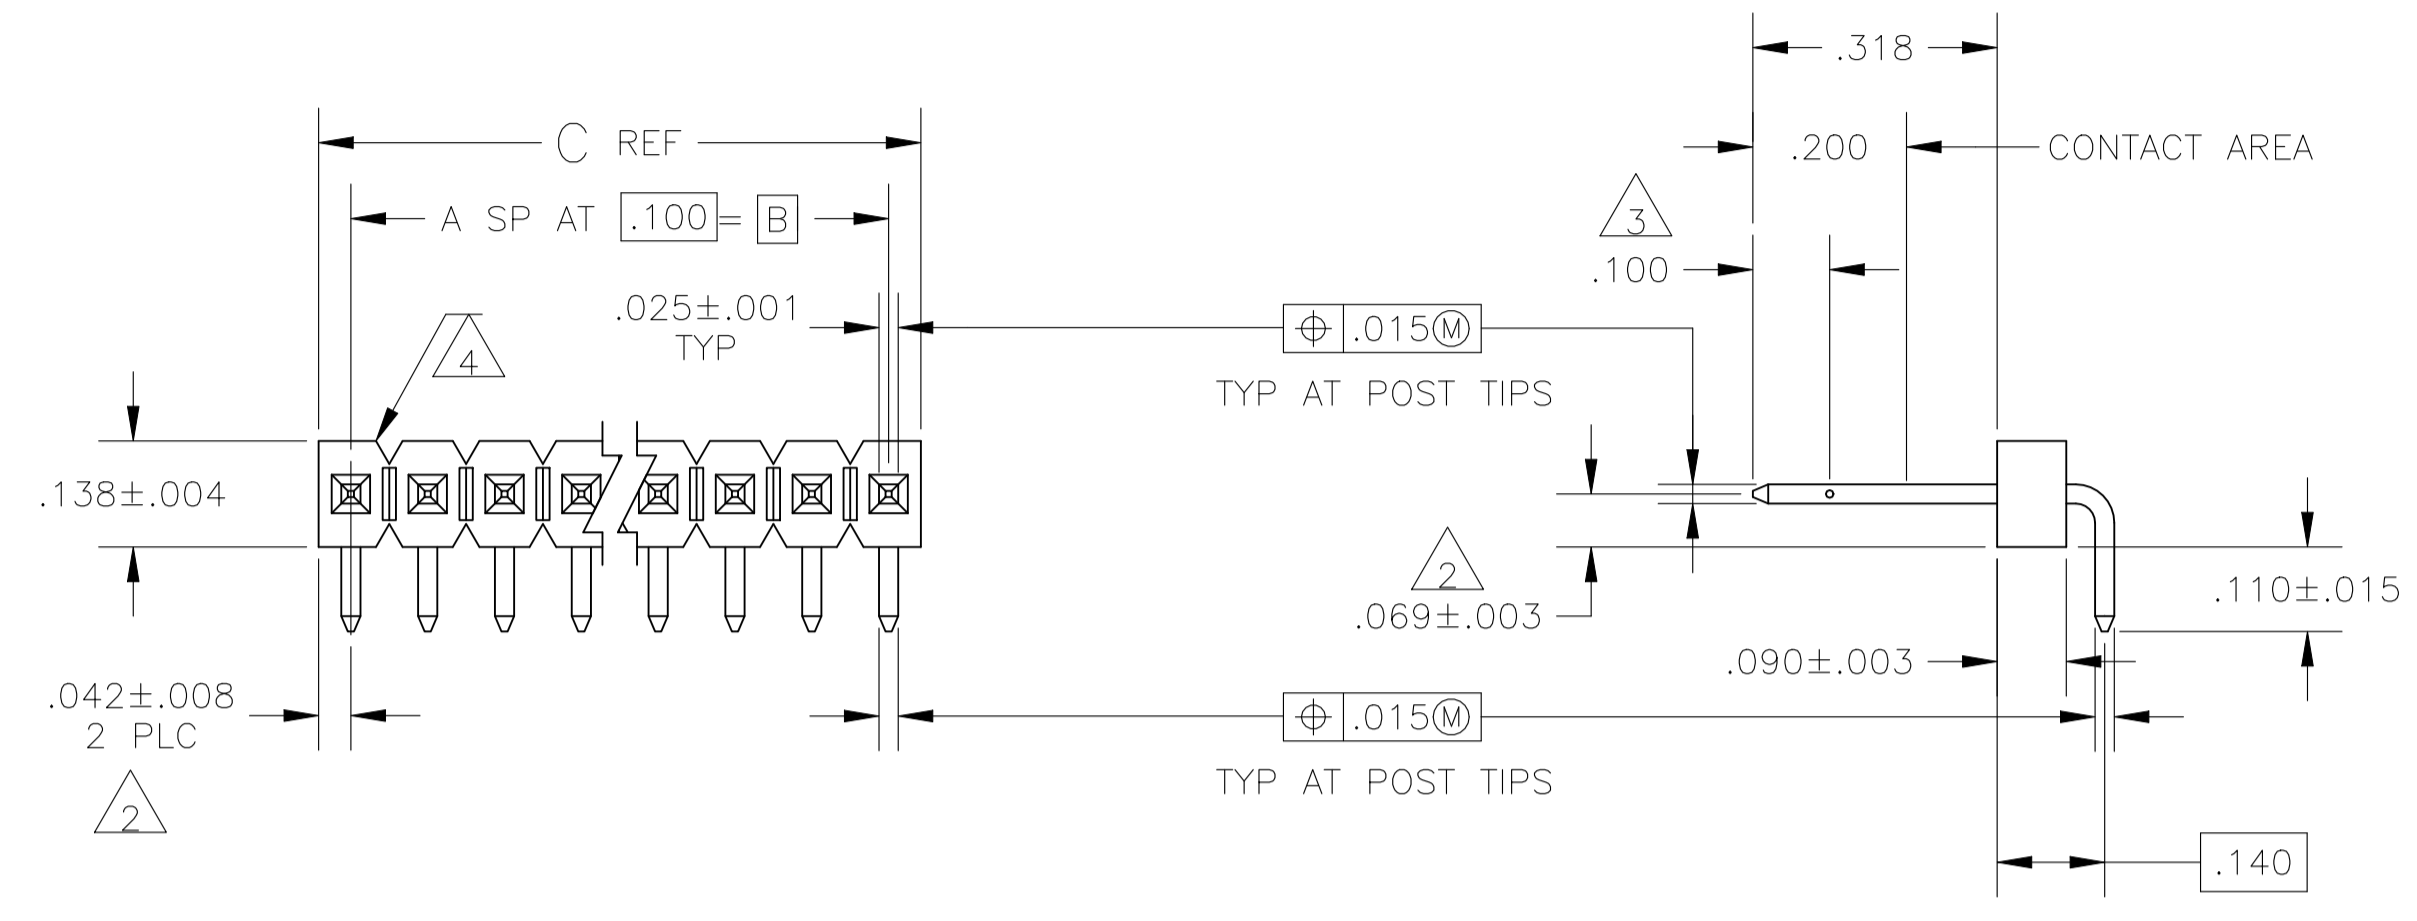 C REF
A SP AT .100 = B
.025±.001
TYP
4
.138±.004
.042±.008
2 PLC
2
⌖ .015Ⓜ
TYP AT POST TIPS
⌖ .015Ⓜ
TYP AT POST TIPS
.318
.200 CONTACT AREA
3
.100
2
.069±.003
.110±.015
.090±.003
.140